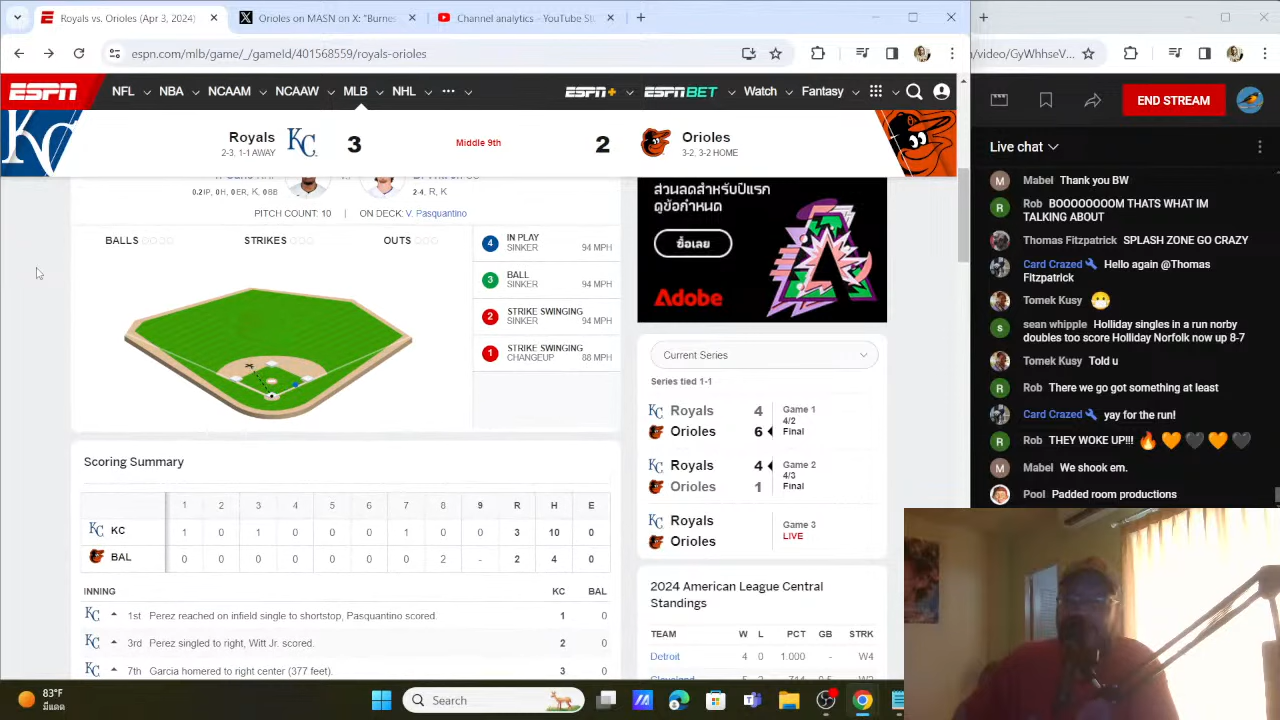 Royals vs. Orioles (Apr 3, 2024)
Orioles on MASN on X: "Burnes
Channel analytics - YouTube St
espn.com/mlb/game/_/gameId/401568559/royals-orioles
/video/GyWhhseV...
ESPN
NFL
NBA
NCAAM
NCAAW
MLB
NHL
ESPN+
ESPN BET
Watch
Fantasy
END STREAM
KC
Royals
2-3, 1-1 AWAY
3
Middle 9th
2
Orioles
3-2, 3-2 HOME
0.2IP, 0H, 0ER, K, 0BB
2-4, R, K
PITCH COUNT: 10 | ON DECK: V. Pasquantino
BALLS
STRIKES
OUTS
4 IN PLAY
SINKER 94 MPH
3 BALL
SINKER 94 MPH
2 STRIKE SWINGING
SINKER 94 MPH
1 STRIKE SWINGING
CHANGEUP 88 MPH
ส่วนลดสำหรับปีแรก
ดูข้อกำหนด
ซื้อเลย
Adobe
Current Series
Series tied 1-1
Royals 4 Game 1
4/2
Orioles 6 Final
Royals 4 Game 2
4/3
Orioles 1 Final
Royals Game 3
Orioles LIVE
2024 American League Central
Standings
TEAM W L PCT GB STRK
Detroit 4 0 1.000 - W4
Scoring Summary
1 2 3 4 5 6 7 8 9 R H E
KC 1 0 1 0 0 0 1 0 0 3 10 0
BAL 0 0 0 0 0 0 0 2 - 2 4 0
INNING KC BAL
1st Perez reached on infield single to shortstop, Pasquantino scored. 1 0
3rd Perez singled to right, Witt Jr. scored. 2 0
7th Garcia homered to right center (377 feet). 3 0
Live chat
M Mabel Thank you BW
R Rob BOOOOOOOM THATS WHAT IM
TALKING ABOUT
Thomas Fitzpatrick SPLASH ZONE GO CRAZY
Card Crazed Hello again @Thomas
Fitzpatrick
Tomek Kusy 😷
s sean whipple Holliday singles in a run norby
doubles too score Holliday Norfolk now up 8-7
Tomek Kusy Told u
R Rob There we go got something at least
Card Crazed yay for the run!
R Rob THEY WOKE UP!!! 🔥🧡🖤🧡🖤
M Mabel We shook em.
Pool Padded room productions
83°F
Search